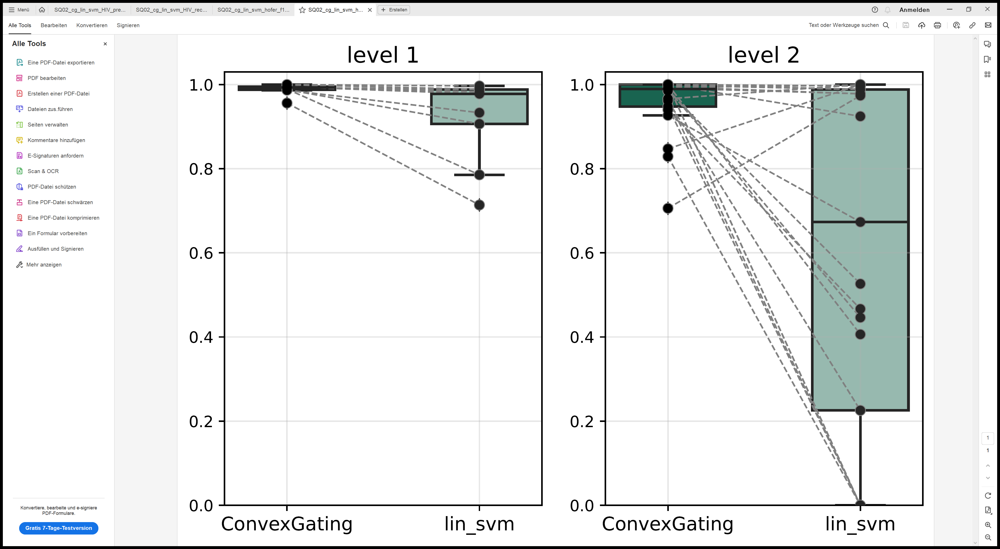 Menü
SQ02_cg_lin_svm_HIV_pre...
SQ02_cg_lin_svm_HIV_rec...
SQ02_cg_lin_svm_hofer_f1...
SQ02_cg_lin_svm_h...
Erstellen
Anmelden
Alle Tools
Bearbeiten
Konvertieren
Signieren
Text oder Werkzeuge suchen
Alle Tools
Eine PDF-Datei exportieren
PDF bearbeiten
Erstellen einer PDF-Datei
Dateien zus.führen
Seiten verwalten
Kommentare hinzufügen
E-Signaturen anfordern
Scan & OCR
PDF-Datei schützen
Eine PDF-Datei schwärzen
Eine PDF-Datei komprimieren
Ein Formular vorbereiten
Ausfüllen und Signieren
Mehr anzeigen
Konvertiere, bearbeite und e-signiere
PDF-Formulare.
Gratis 7-Tage-Testversion
level 1
1.0
0.8
0.6
0.4
0.2
0.0
ConvexGating
lin_svm
level 2
1.0
0.8
0.6
0.4
0.2
0.0
ConvexGating
lin_svm
1
1